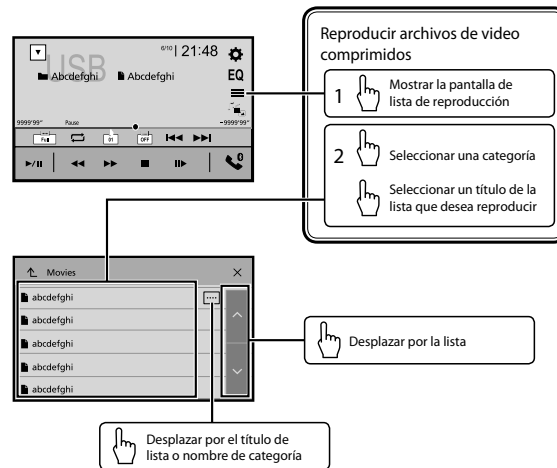 Reproducir archivos de video
comprimidos
1 Mostrar la pantalla de
lista de reproducción
2 Seleccionar una categoría
Seleccionar un título de la
lista que desea reproducir
USB
6/10 21:48
EQ
Abcdefghi Abcdefghi
9999'99" Pause -9999'99"
Full 01 OFF
Movies
abcdefghi
abcdefghi
abcdefghi
abcdefghi
abcdefghi
Desplazar por la lista
Desplazar por el título de
lista o nombre de categoría